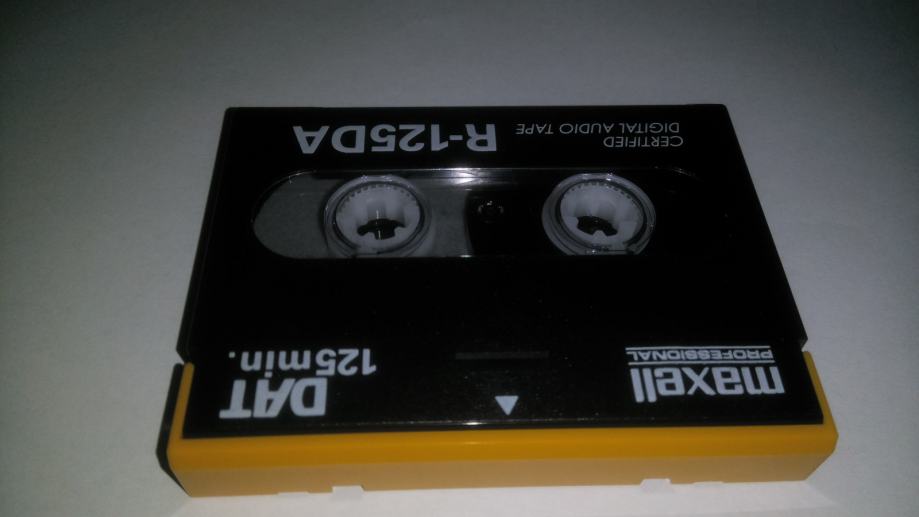 maxell
PROFESSIONAL
DAT
125min.
CERTIFIED
DIGITAL AUDIO TAPE
R-125DA